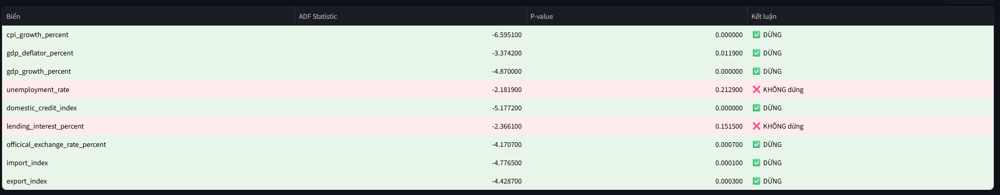 Biến ADF Statistic P-value Kết luận
cpi_growth_percent -6.595100 0.000000 ✅ DỪNG
gdp_deflator_percent -3.374200 0.011900 ✅ DỪNG
gdp_growth_percent -4.870000 0.000000 ✅ DỪNG
unemployment_rate -2.181900 0.212900 ❌ KHÔNG dừng
domestic_credit_index -5.177200 0.000000 ✅ DỪNG
lending_interest_percent -2.366100 0.151500 ❌ KHÔNG dừng
officical_exchange_rate_percent -4.170700 0.000700 ✅ DỪNG
import_index -4.776500 0.000100 ✅ DỪNG
export_index -4.428700 0.000300 ✅ DỪNG